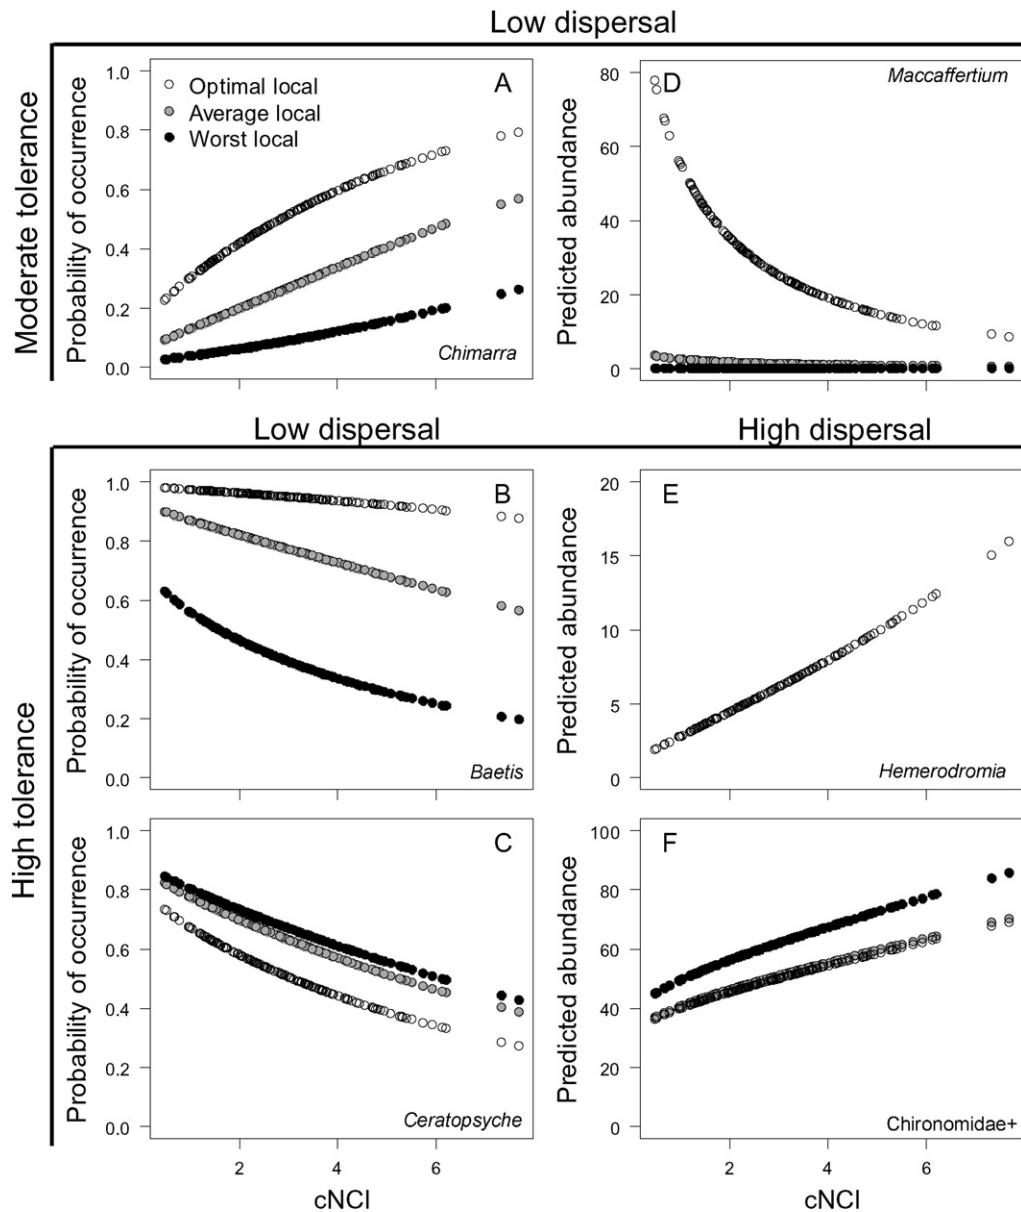 Low dispersal
Moderate tolerance
Probability of occurrence
1.0
0.8
0.6
0.4
0.2
0.0
Optimal local
Average local
Worst local
A
Chimarra
Predicted abundance
80
60
40
20
0
D
Maccaffertium
Low dispersal
High dispersal
High tolerance
Probability of occurrence
1.0
0.8
0.6
0.4
0.2
0.0
B
Baetis
Predicted abundance
20
15
10
5
0
E
Hemerodromia
Probability of occurrence
1.0
0.8
0.6
0.4
0.2
0.0
C
Ceratopsyche
2 4 6
cNCI
Predicted abundance
100
80
60
40
20
0
F
Chironomidae+
2 4 6
cNCI